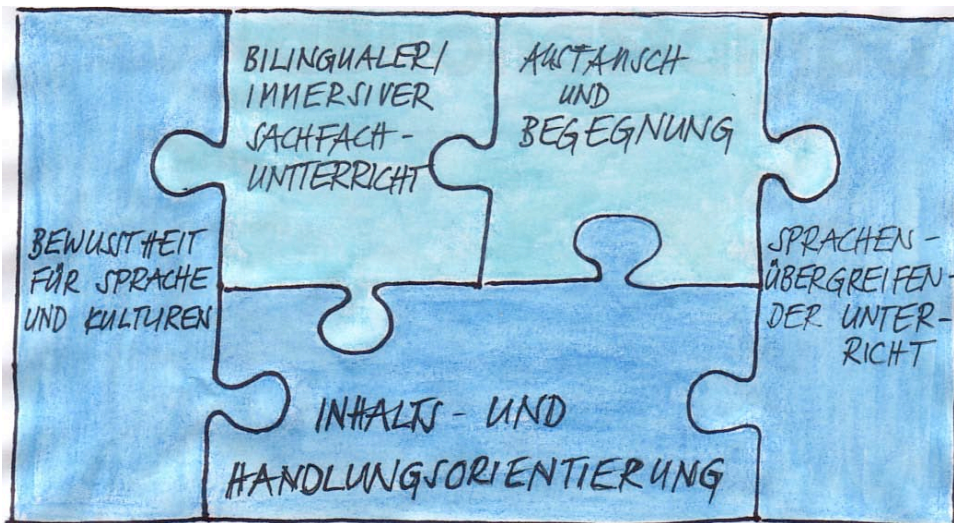 BILINGUALER/
IMMERSIVER
SACHFACH-
UNTTERRICHT
AUSTAUSCH
UND
BEGEGNUNG
BEWUSSTHEIT
FÜR SPRACHE
UND KULTUREN
SPRACHEN-
ÜBERGREIFEN-
DER UNTER-
RICHT
INHALTS- UND
HANDLUNGSORIENTIERUNG